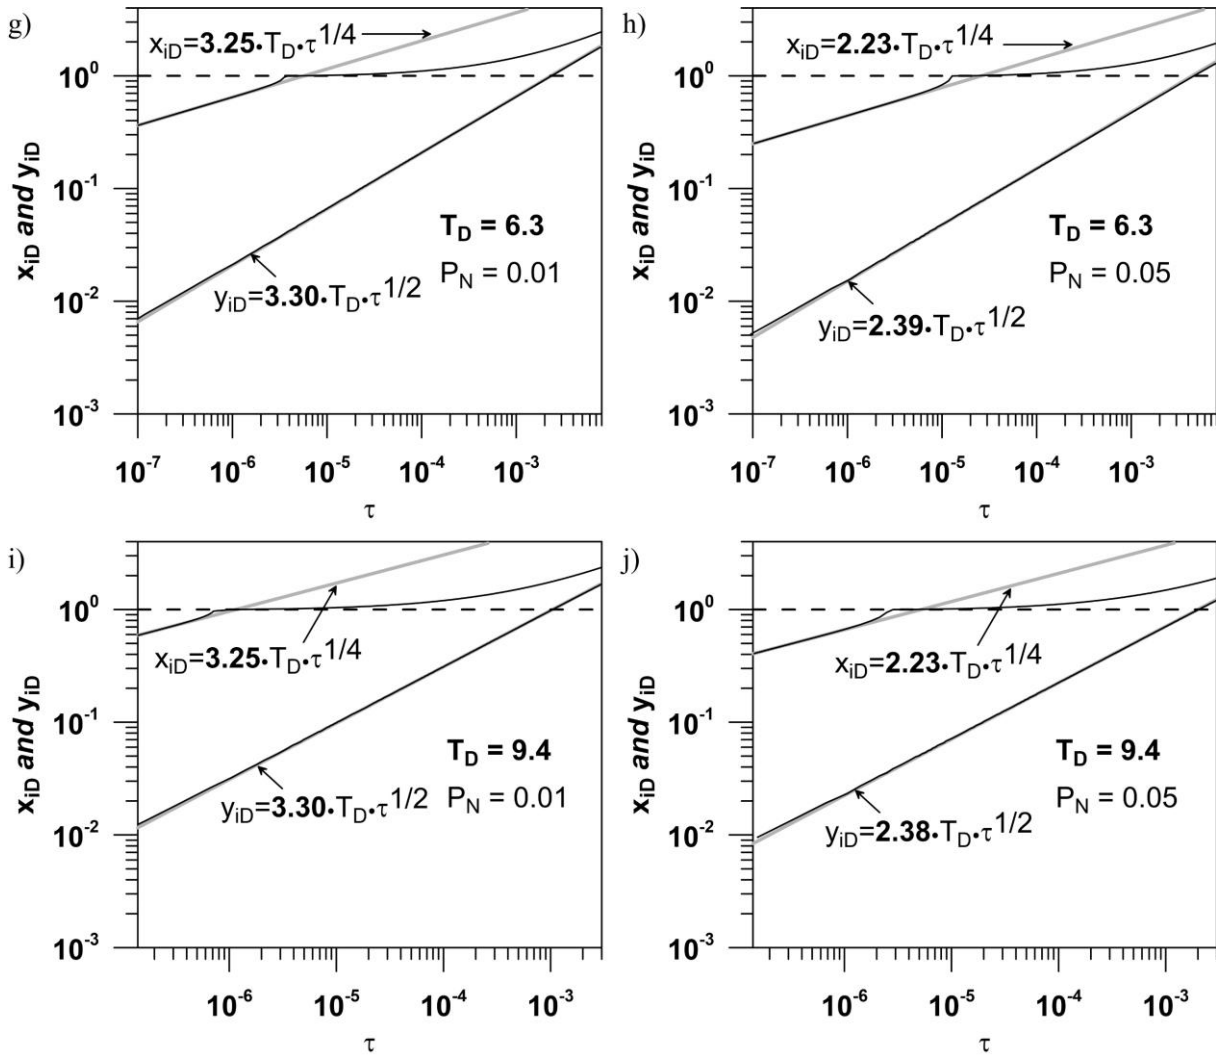 g)
x_iD=3.25·T_D·τ^1/4
10^0
10^-1
10^-2
10^-3
x_iD and y_iD
T_D = 6.3
P_N = 0.01
y_iD=3.30·T_D·τ^1/2
10^-7 10^-6 10^-5 10^-4 10^-3
τ
h)
x_iD=2.23·T_D·τ^1/4
10^0
10^-1
10^-2
10^-3
x_iD and y_iD
T_D = 6.3
P_N = 0.05
y_iD=2.39·T_D·τ^1/2
10^-7 10^-6 10^-5 10^-4 10^-3
τ
i)
10^0
10^-1
10^-2
10^-3
x_iD and y_iD
x_iD=3.25·T_D·τ^1/4
T_D = 9.4
P_N = 0.01
y_iD=3.30·T_D·τ^1/2
10^-6 10^-5 10^-4 10^-3
τ
j)
10^0
10^-1
10^-2
10^-3
x_iD and y_iD
x_iD=2.23·T_D·τ^1/4
T_D = 9.4
P_N = 0.05
y_iD=2.38·T_D·τ^1/2
10^-6 10^-5 10^-4 10^-3
τ